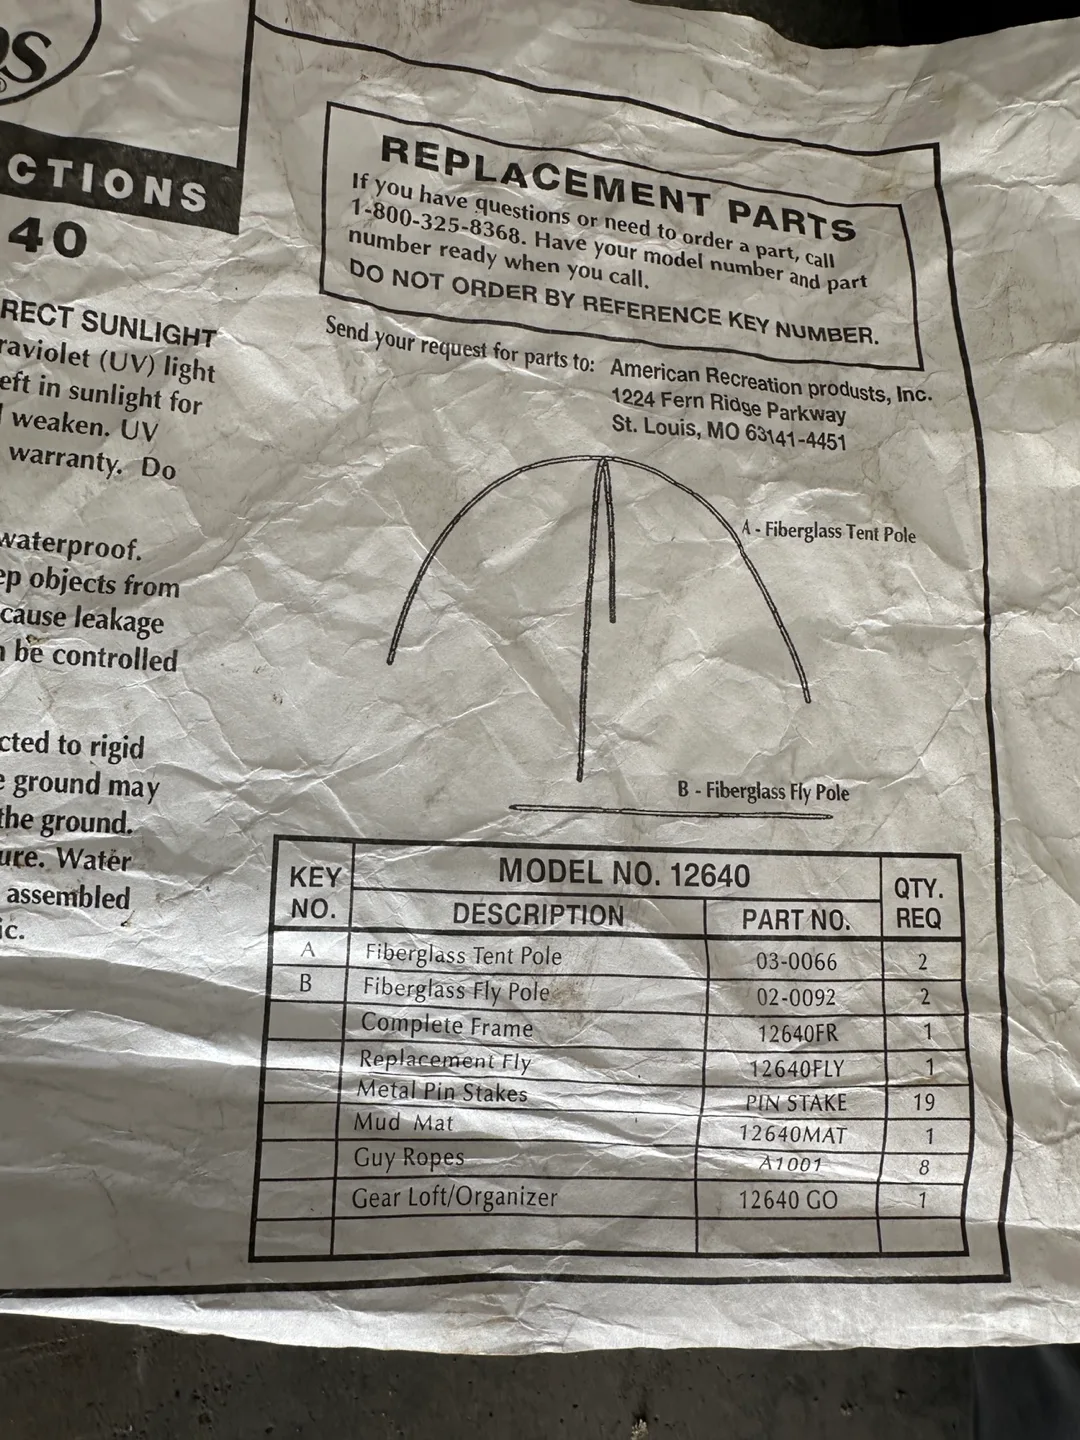 ®
CTIONS
40
RECT SUNLIGHT
raviolet (UV) light
eft in sunlight for
weaken. UV
warranty. Do
waterproof.
ep objects from
cause leakage
be controlled
cted to rigid
e ground may
the ground.
ure. Water
assembled
ic.
REPLACEMENT PARTS
If you have questions or need to order a part, call
1-800-325-8368. Have your model number and part
number ready when you call.
DO NOT ORDER BY REFERENCE KEY NUMBER.
Send your request for parts to: American Recreation products, Inc.
1224 Fern Ridge Parkway
St. Louis, MO 63141-4451
A - Fiberglass Tent Pole
B - Fiberglass Fly Pole
KEY NO. MODEL NO. 12640 QTY. REQ
DESCRIPTION PART NO.
A Fiberglass Tent Pole 03-0066 2
B Fiberglass Fly Pole 02-0092 2
Complete Frame 12640FR 1
Replacement Fly 12640FLY 1
Metal Pin Stakes PIN STAKE 19
Mud Mat 12640MAT 1
Guy Ropes A1001 8
Gear Loft/Organizer 12640 GO 1